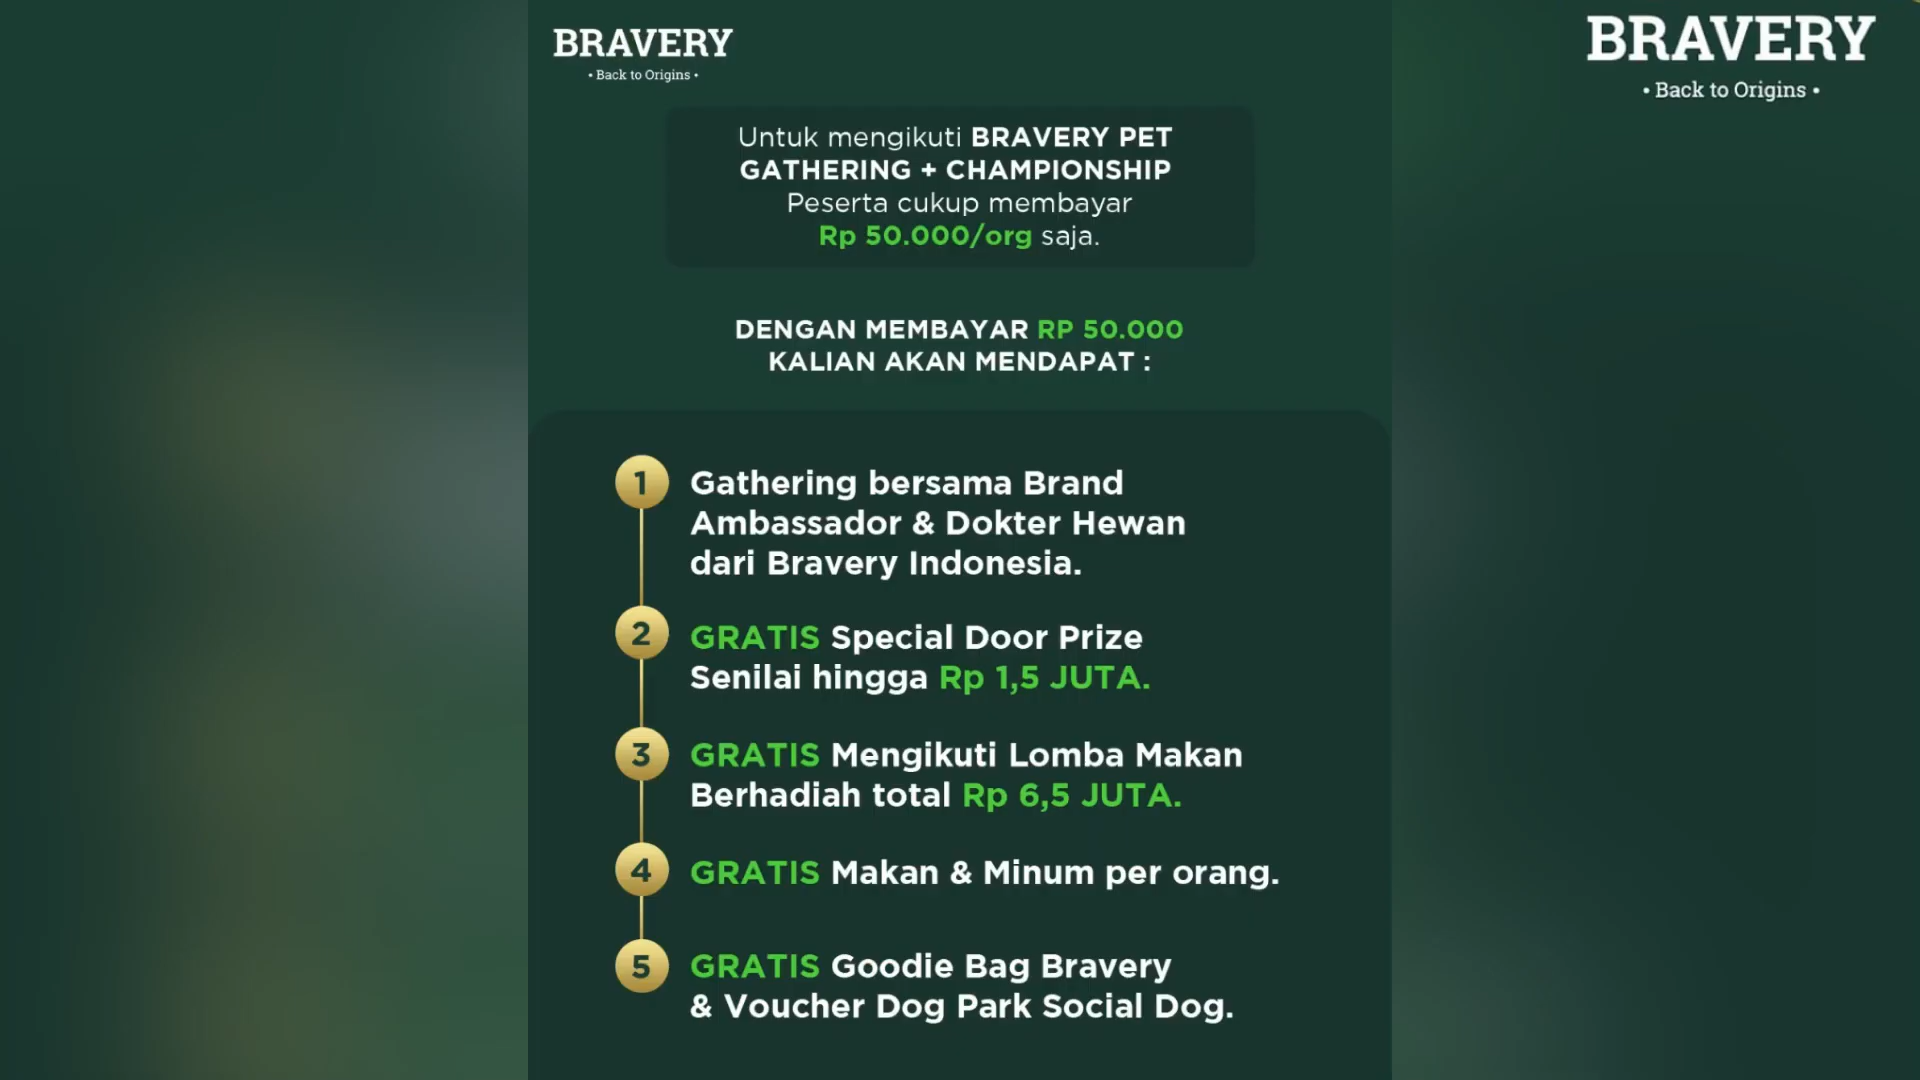 BRAVERY
• Back to Origins •
BRAVERY
• Back to Origins •
Untuk mengikuti BRAVERY PET
GATHERING + CHAMPIONSHIP
Peserta cukup membayar
Rp 50.000/org saja.
DENGAN MEMBAYAR RP 50.000
KALIAN AKAN MENDAPAT :
1 Gathering bersama Brand
Ambassador & Dokter Hewan
dari Bravery Indonesia.
2 GRATIS Special Door Prize
Senilai hingga Rp 1,5 JUTA.
3 GRATIS Mengikuti Lomba Makan
Berhadiah total Rp 6,5 JUTA.
4 GRATIS Makan & Minum per orang.
5 GRATIS Goodie Bag Bravery
& Voucher Dog Park Social Dog.